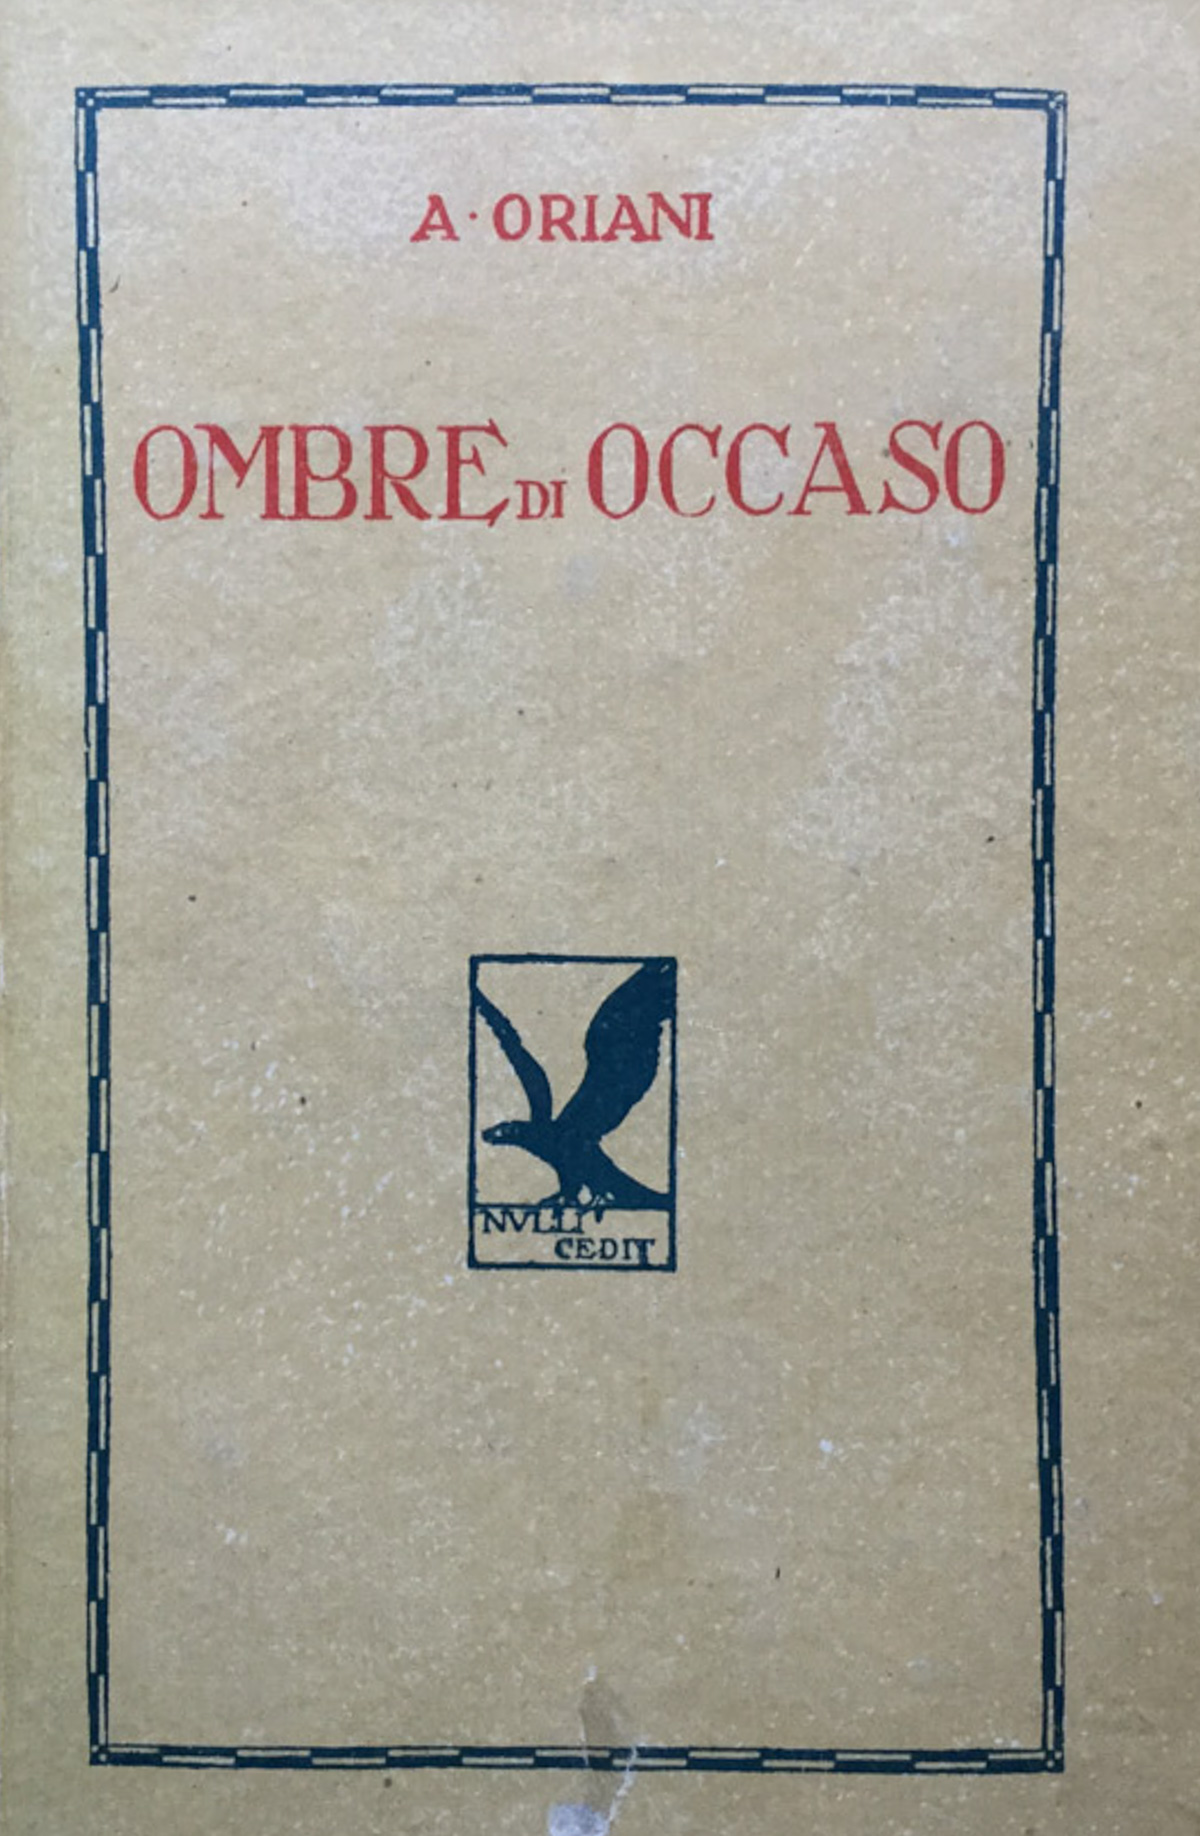 A · ORIANI
OMBRE DI OCCASO
NVLLI
CEDIT